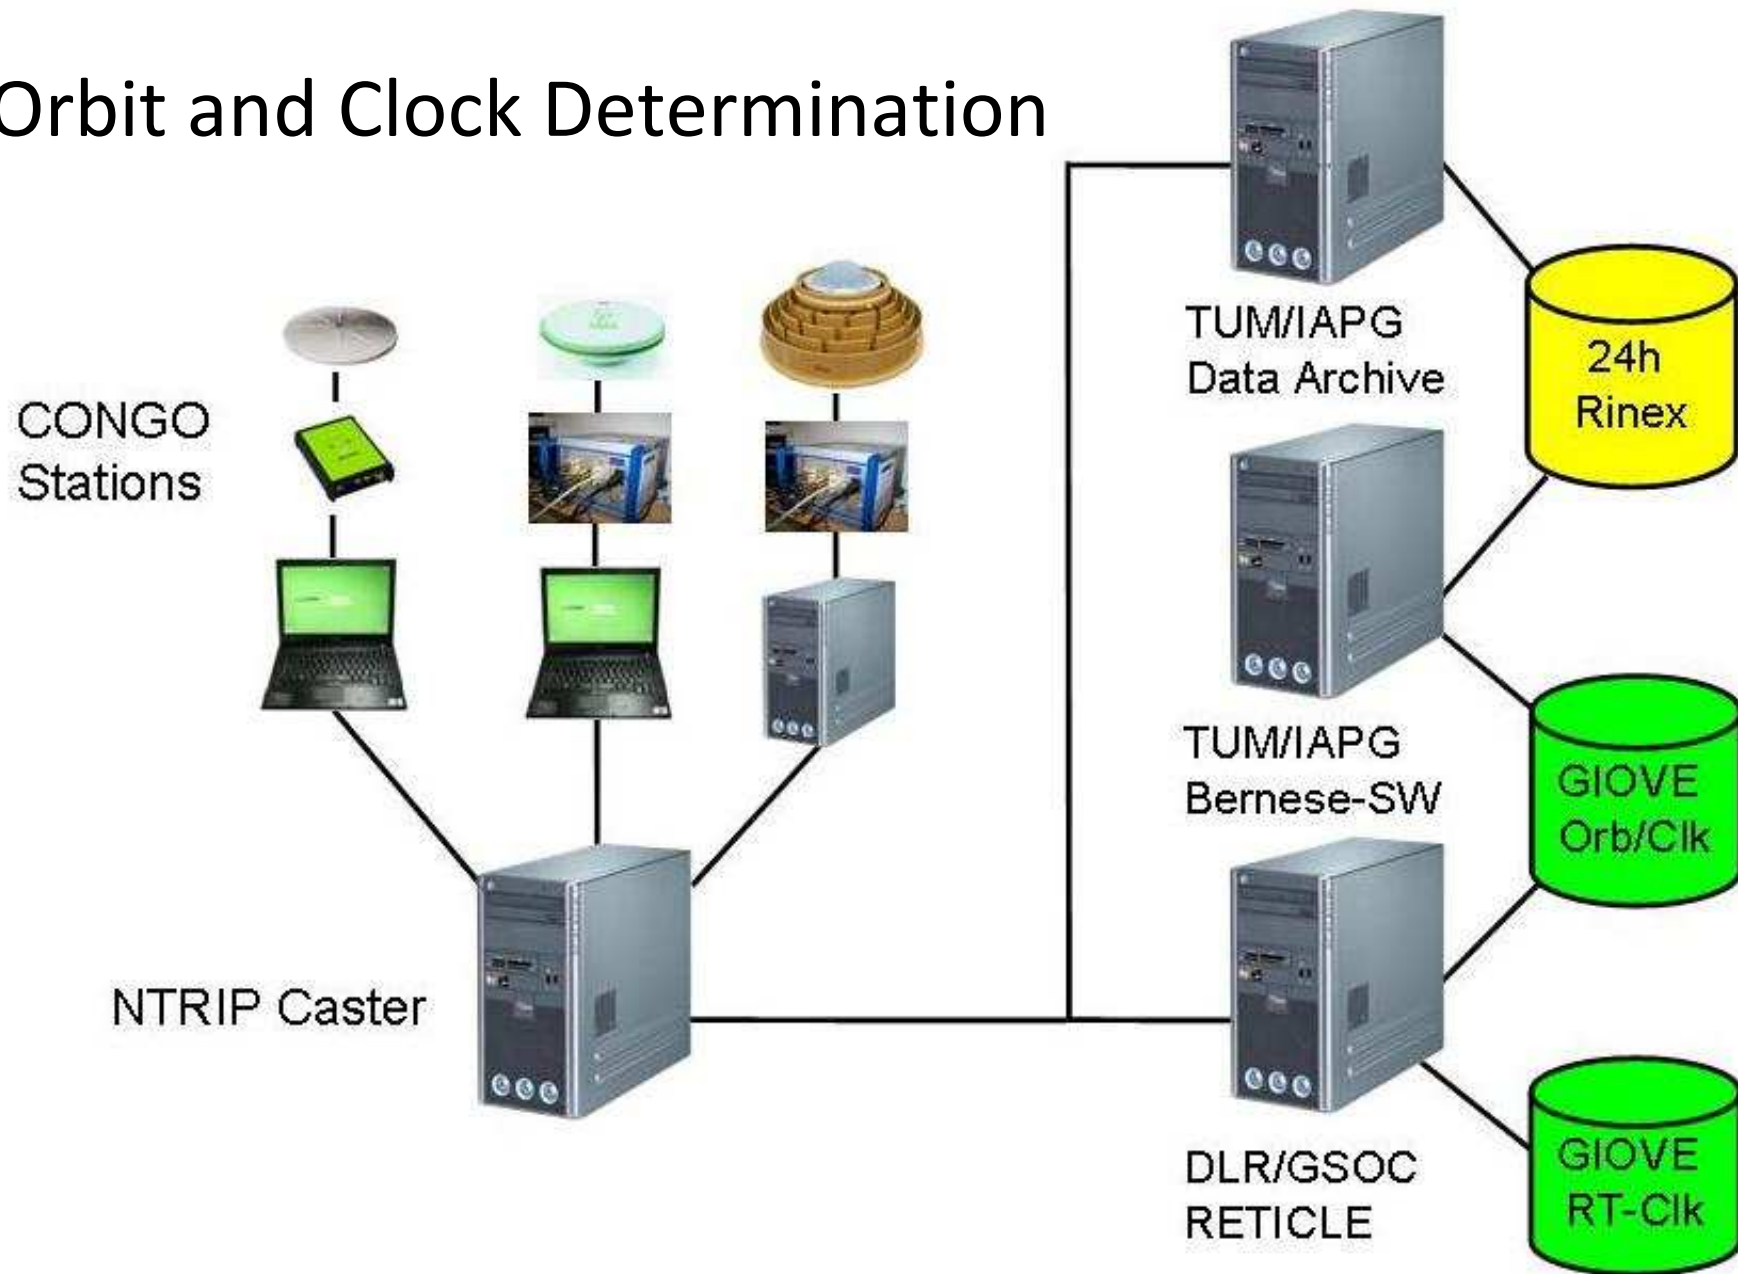 Orbit and Clock Determination
CONGO
Stations
NTRIP Caster
TUM/IAPG
Data Archive
24h
Rinex
TUM/IAPG
Bernese-SW
GIOVE
Orb/Clk
DLR/GSOC
RETICLE
GIOVE
RT-Clk